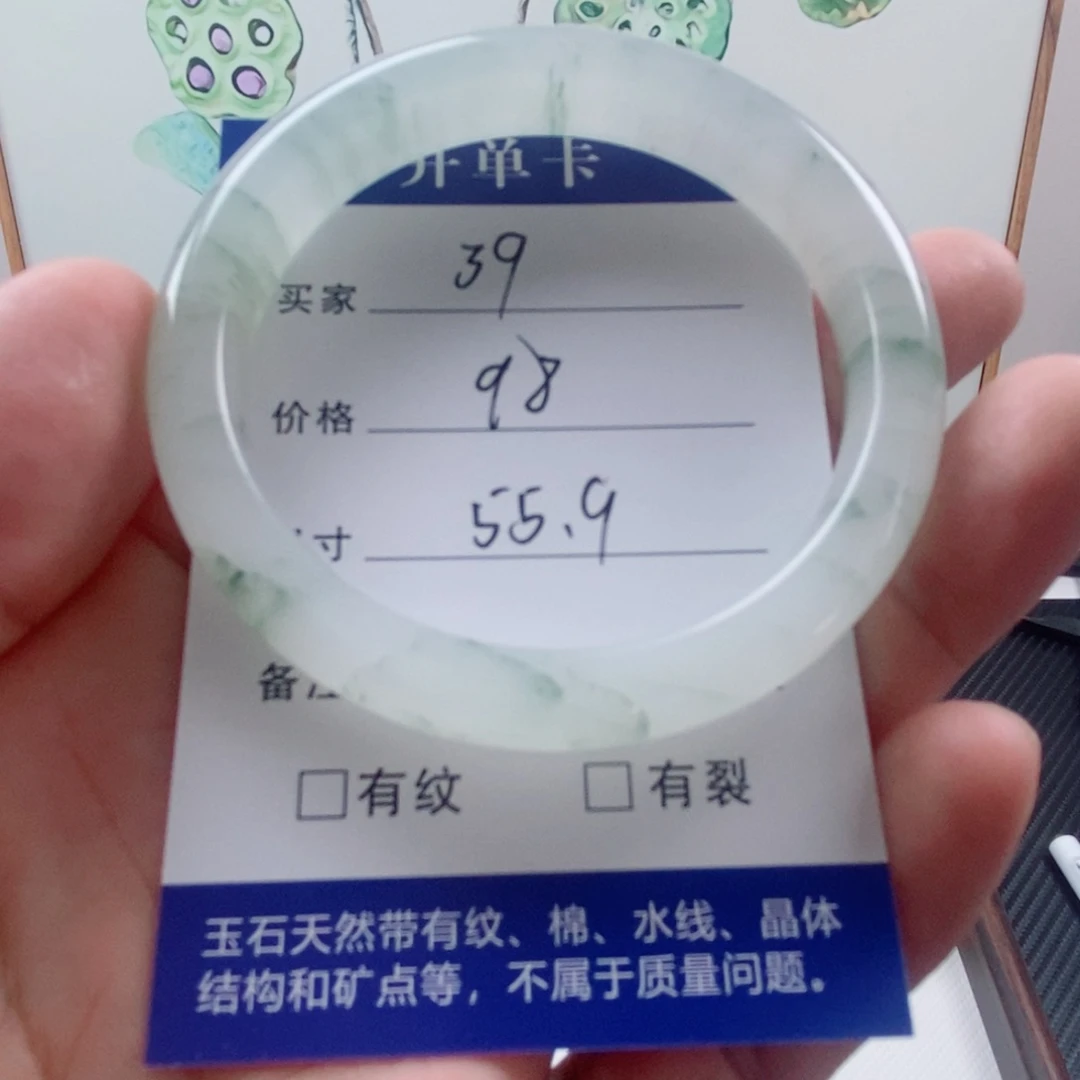 开单卡
买家 39
价格 98
寸 55.9
备注
□有纹 □有裂
玉石天然带有纹、棉、水线、晶体
结构和矿点等，不属于质量问题。